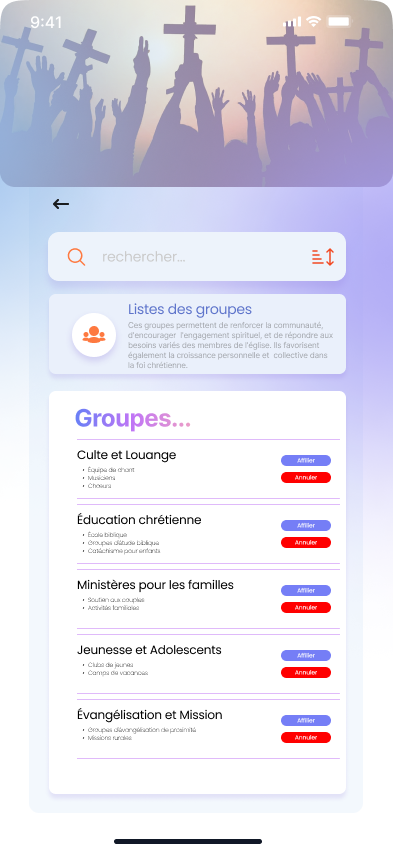 9:41
rechercher...
Listes des groupes
Ces groupes permettent de renforcer la communauté,
d'encourager l'engagement spirituel, et de répondre aux
besoins variés des membres de l'église. Ils favorisent
également la croissance personnelle et collective dans
la foi chrétienne.
Groupes...
Culte et Louange
• Équipe de chant
• Musiciens
• Chœurs
Affilier
Annuler
Éducation chrétienne
• École biblique
• Groupes d'étude biblique
• Catéchisme pour enfants
Affilier
Annuler
Ministères pour les familles
• Soutien aux couples
• Activités familiales
Affilier
Annuler
Jeunesse et Adolescents
• Clubs de jeunes
• Camps de vacances
Affilier
Annuler
Évangélisation et Mission
• Groupes d'évangélisation de proximité
• Missions rurales
Affilier
Annuler